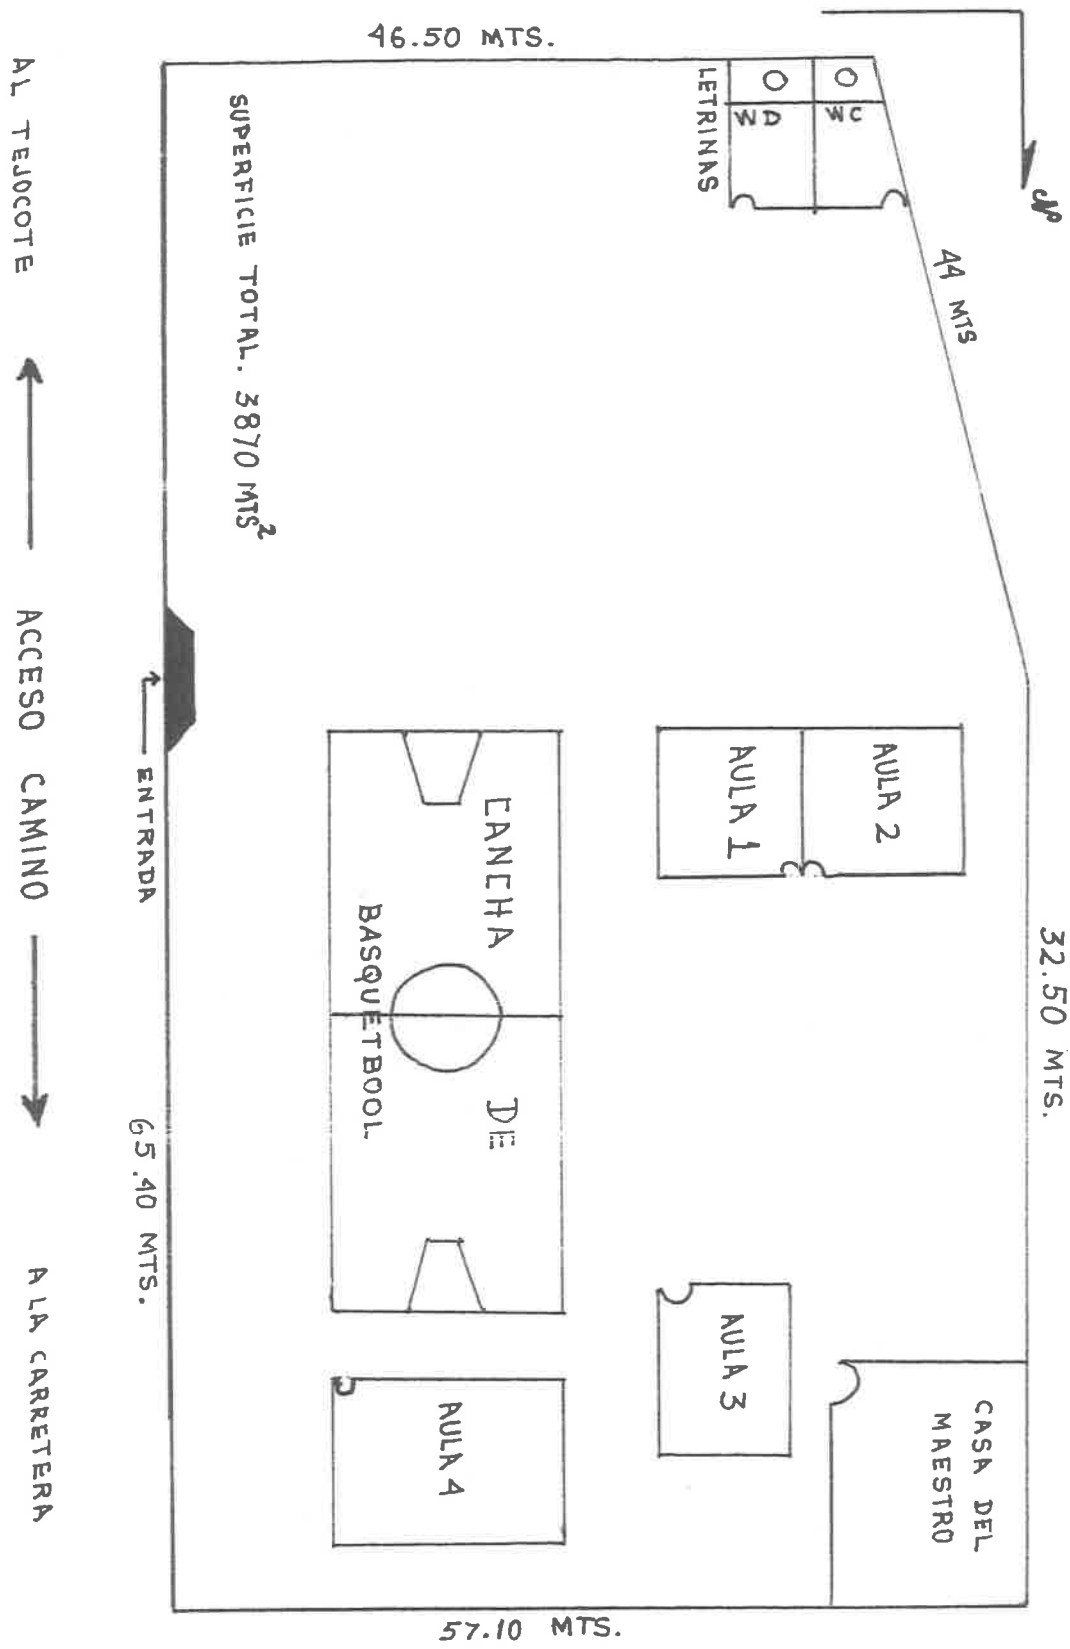 46.50 MTS.
LETRINAS
O
O
WD
WC
N
44 MTS
SUPERFICIE TOTAL. 3870 MTS²
AL TEJOCOTE
ACCESO CAMINO
A LA CARRETERA
ENTRADA
65.40 MTS.
CANCHA DE
BASQUETBOOL
AULA 1
AULA 2
32.50 MTS.
AULA 3
AULA 4
CASA DEL
MAESTRO
57.10 MTS.